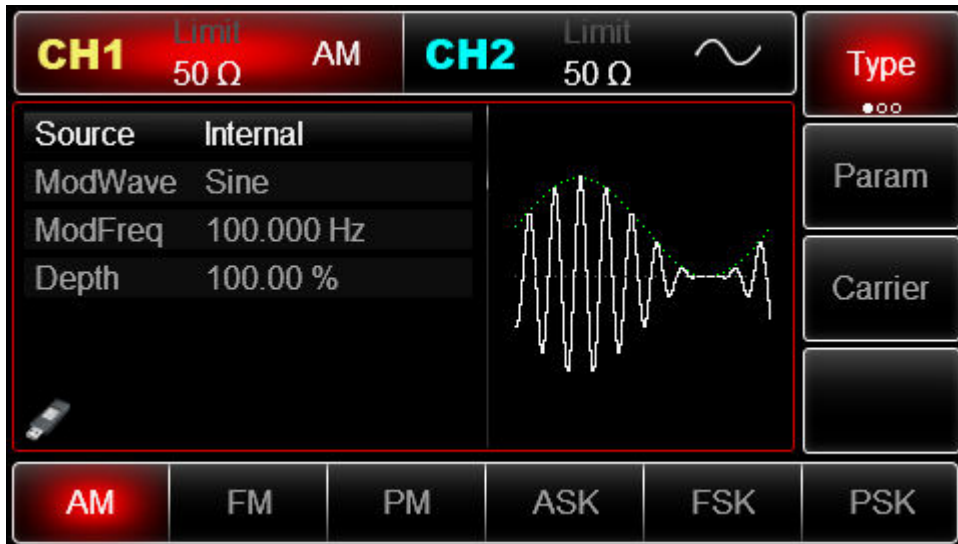 CH1 Limit 50 Ω AM CH2 Limit 50 Ω
Type
Source Internal
ModWave Sine
ModFreq 100.000 Hz
Depth 100.00 %
Param
Carrier
AM FM PM ASK FSK PSK